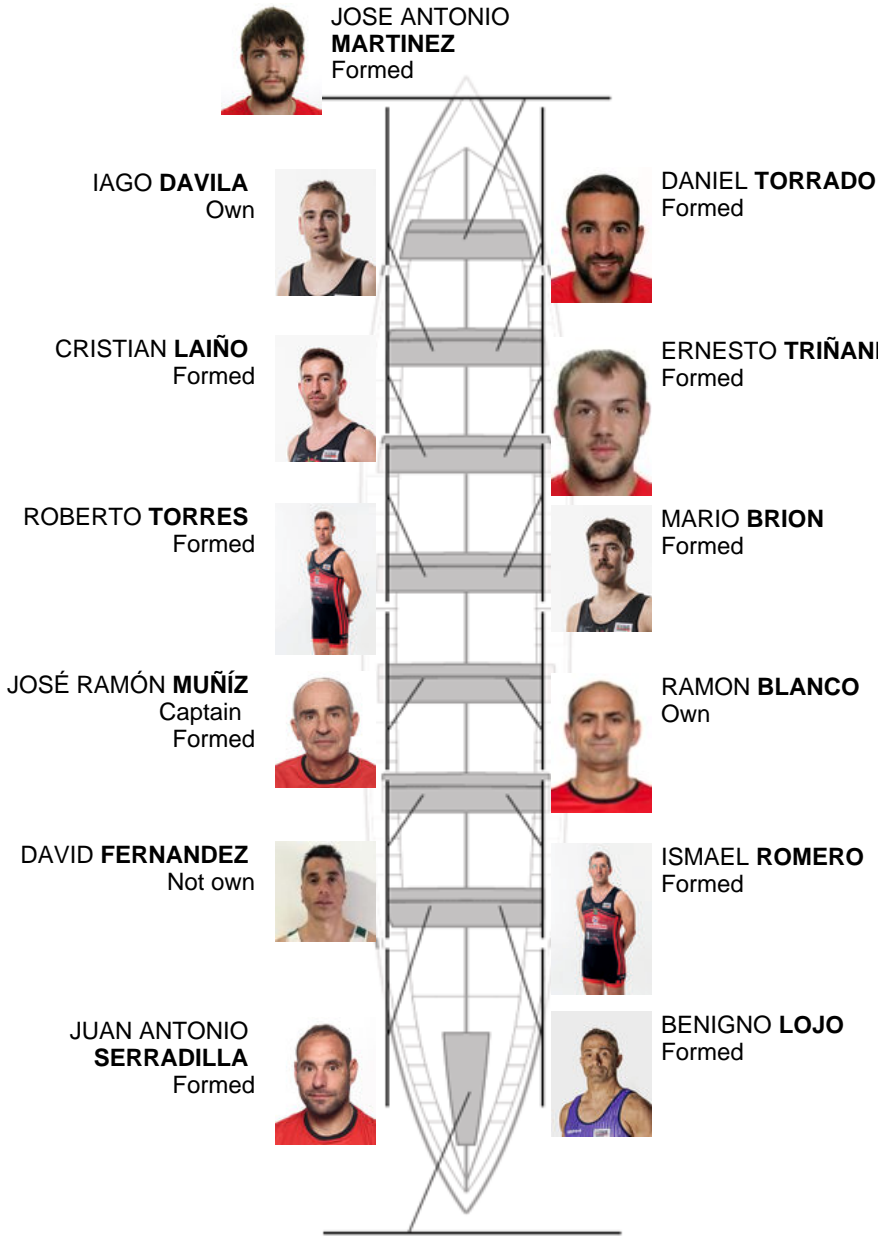 JOSE ANTONIO
MARTINEZ
Formed
IAGO DAVILA
Own
DANIEL TORRADO
Formed
CRISTIAN LAIÑO
Formed
ERNESTO
Formed
ROBERTO TORRES
Formed
MARIO BRION
Formed
JOSÉ RAMÓN MUÑÍZ
Captain
Formed
RAMON BLANCO
Own
DAVID FERNANDEZ
Not own
ISMAEL ROMERO
Formed
JUAN ANTONIO
SERRADILLA
Formed
BENIGNO LOJO
Formed